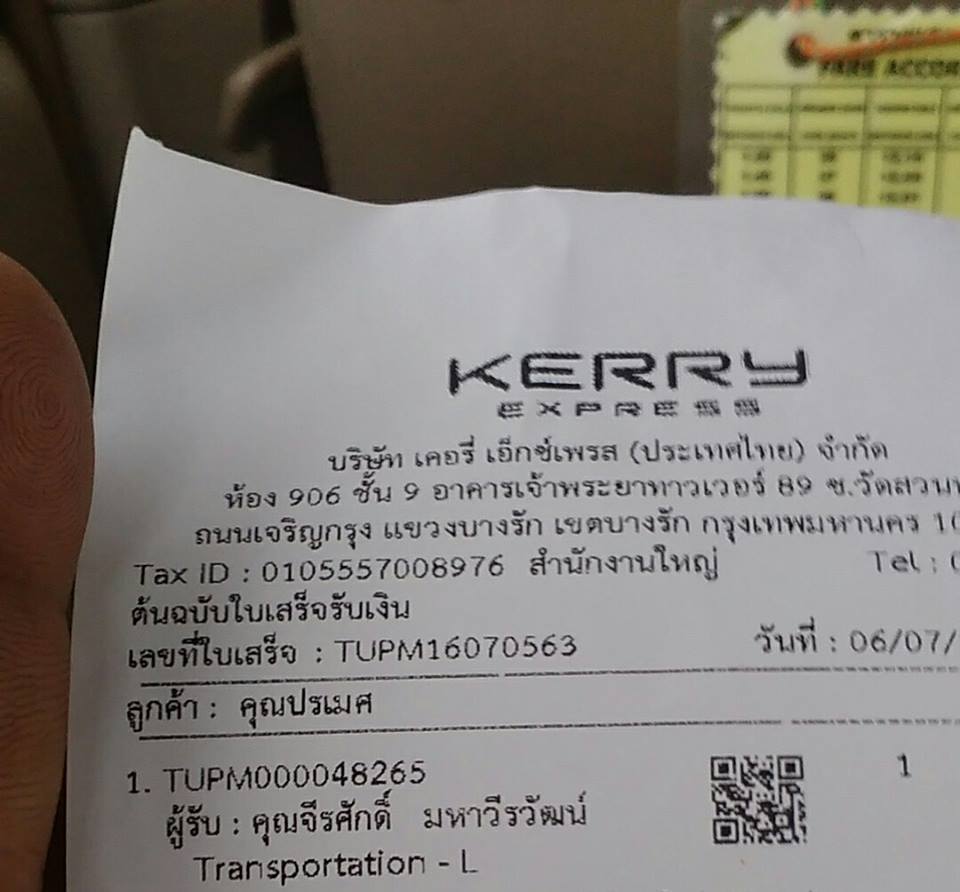 FARE ACCOR
KERRY
EXPRESS
บริษัท เคอรี่ เอ็กซ์เพรส (ประเทศไทย) จำกัด
ห้อง 906 ชั้น 9 อาคารเจ้าพระยาทาวเวอร์ 89 ซ.วัดสวน
ถนนเจริญกรุง แขวงบางรัก เขตบางรัก กรุงเทพมหานคร 10
Tax ID : 0105557008976 สำนักงานใหญ่ Tel : 0
ต้นฉบับใบเสร็จรับเงิน
เลขที่ใบเสร็จ : TUPM16070563 วันที่ : 06/07/
ลูกค้า : คุณปรเมศ
1. TUPM000048265 1
ผู้รับ : คุณจีรศักดิ์ มหาวีรวัฒน์
Transportation - L